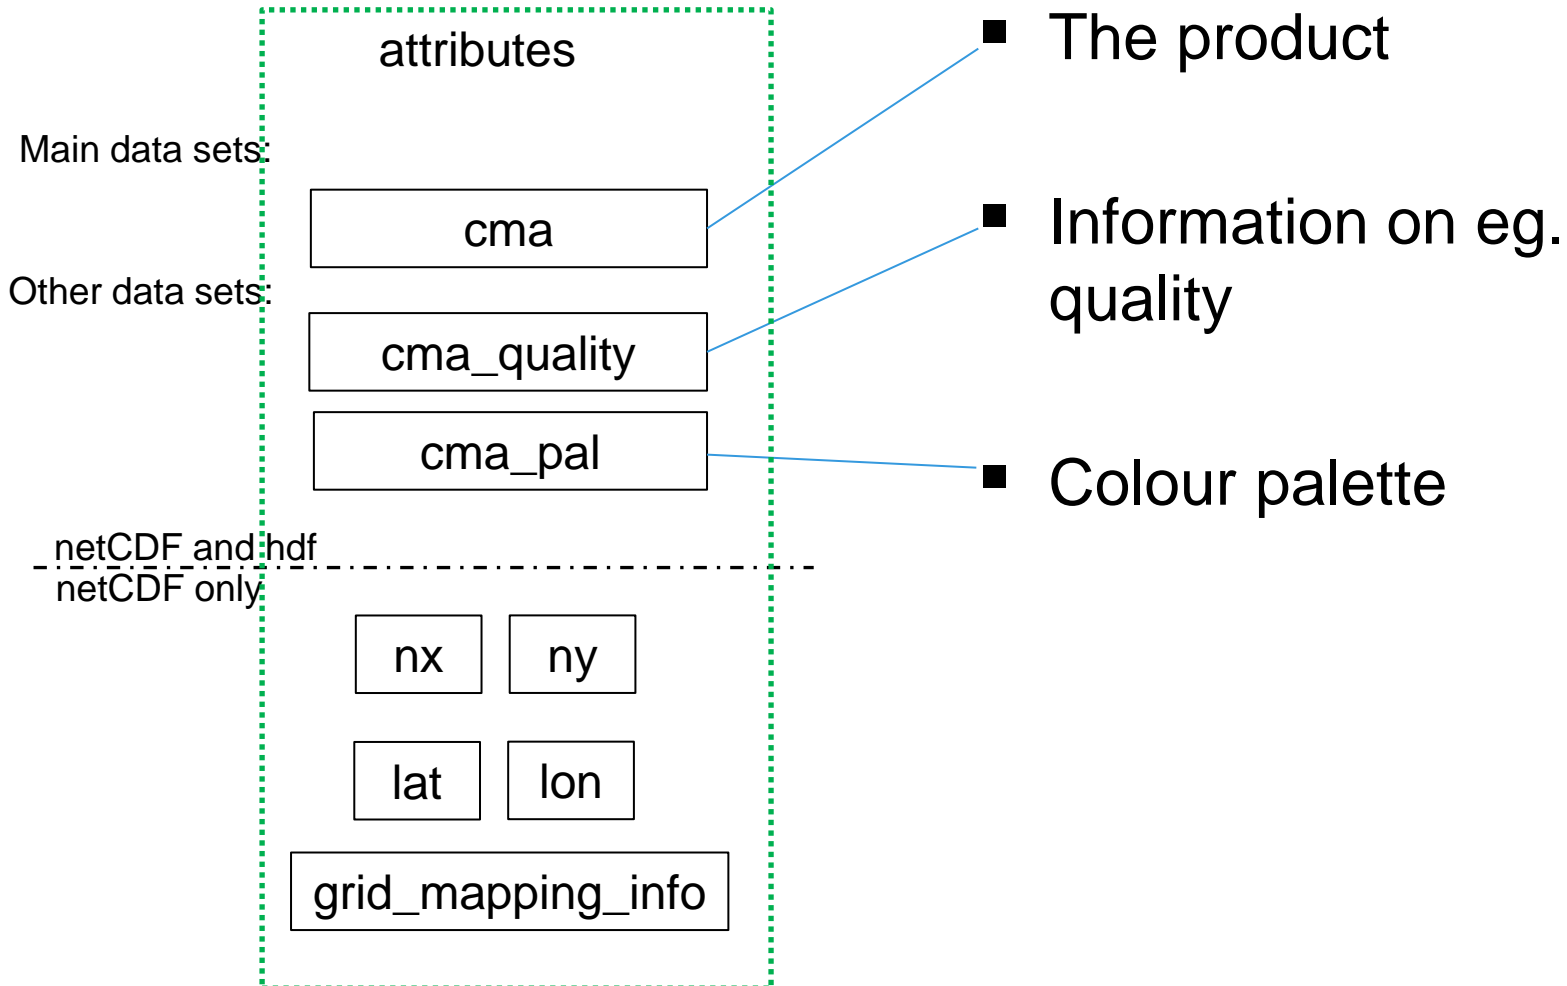 attributes
Main data sets:
cma
Other data sets:
cma_quality
cma_pal
netCDF and hdf
netCDF only
nx
ny
lat
lon
grid_mapping_info
■ The product
■ Information on eg.
quality
■ Colour palette